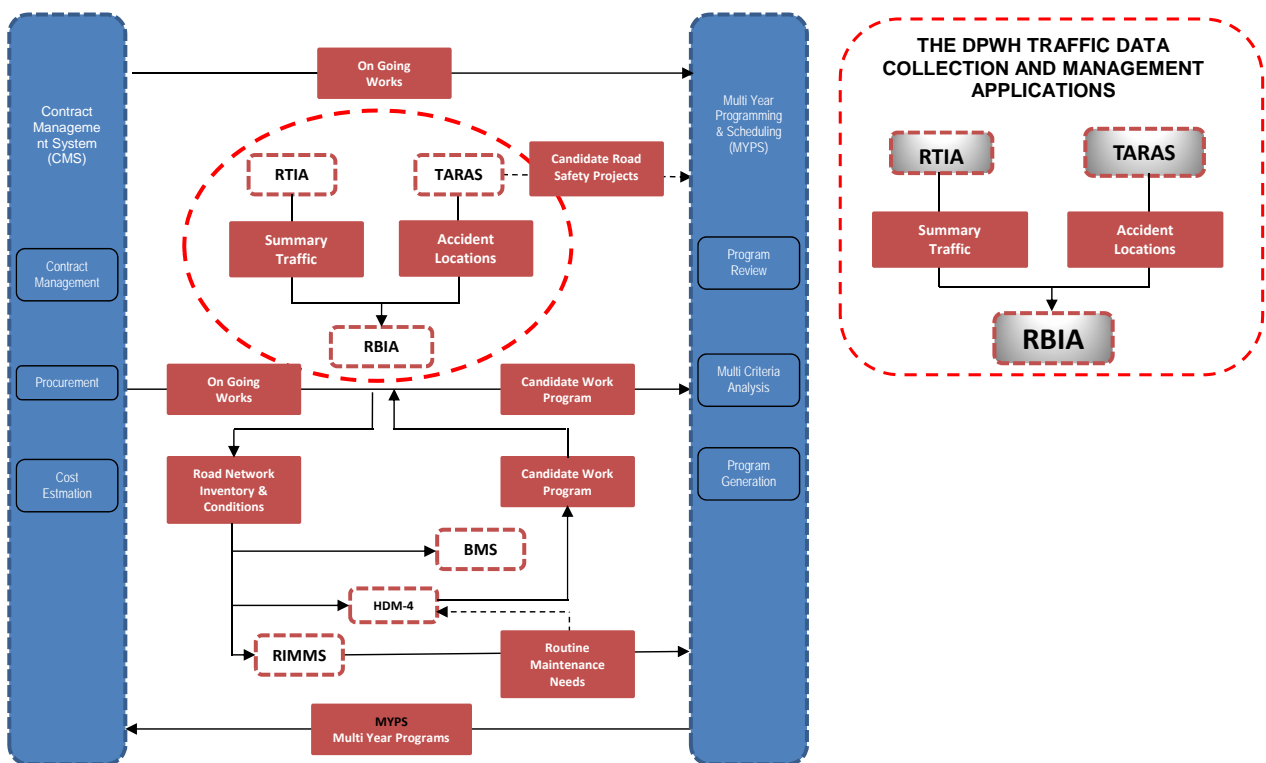 On Going
Works
Contract
Manageme
nt System
(CMS)
Multi Year
Programming
& Scheduling
(MYPS)
RTIA
TARAS
Candidate Road
Safety Projects
Summary
Traffic
Accident
Locations
Contract
Management
Program
Review
RBIA
Procurement
On Going
Works
Candidate Work
Program
Multi Criteria
Analysis
Cost
Estmation
Road Network
Inventory &
Conditions
Candidate Work
Program
Program
Generation
BMS
HDM-4
RIMMS
Routine
Maintenance
Needs
MYPS
Multi Year Programs
THE DPWH TRAFFIC DATA
COLLECTION AND MANAGEMENT
APPLICATIONS
RTIA
TARAS
Summary
Traffic
Accident
Locations
RBIA